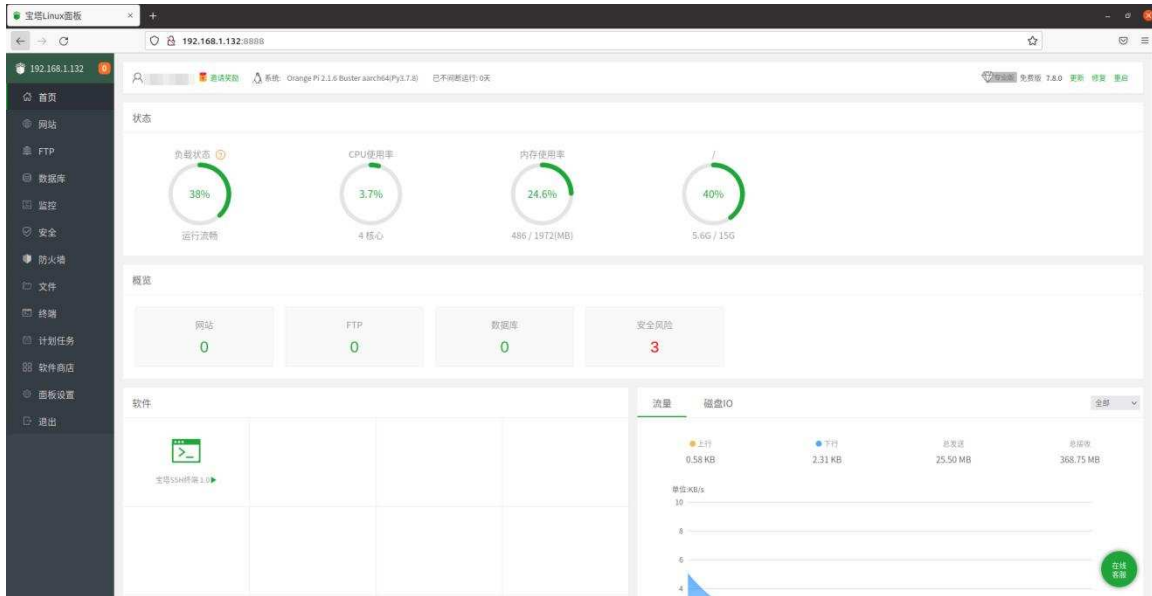 宝塔Linux面板
192.168.1.132:8888
192.168.1.132 0
邀请奖励 系统: Orange Pi 2.1.6 Buster aarch64(Py3.7.8) 已不间断运行: 0天
专业版 免费版 7.8.0 更新 修复 重启
首页
网站
FTP
数据库
监控
安全
防火墙
文件
终端
计划任务
软件商店
面板设置
退出
状态
负载状态 CPU使用率 内存使用率 /
38% 3.7% 24.6% 40%
运行流畅 4 核心 486 / 1972(MB) 5.6G / 15G
概览
网站 FTP 数据库 安全风险
0 0 0 3
软件
宝塔SSH终端 1.0
流量 磁盘IO 全部
上行 下行 总发送 总接收
0.58 KB 2.31 KB 25.50 MB 368.75 MB
单位:KB/s
10
8
6
4
在线
客服